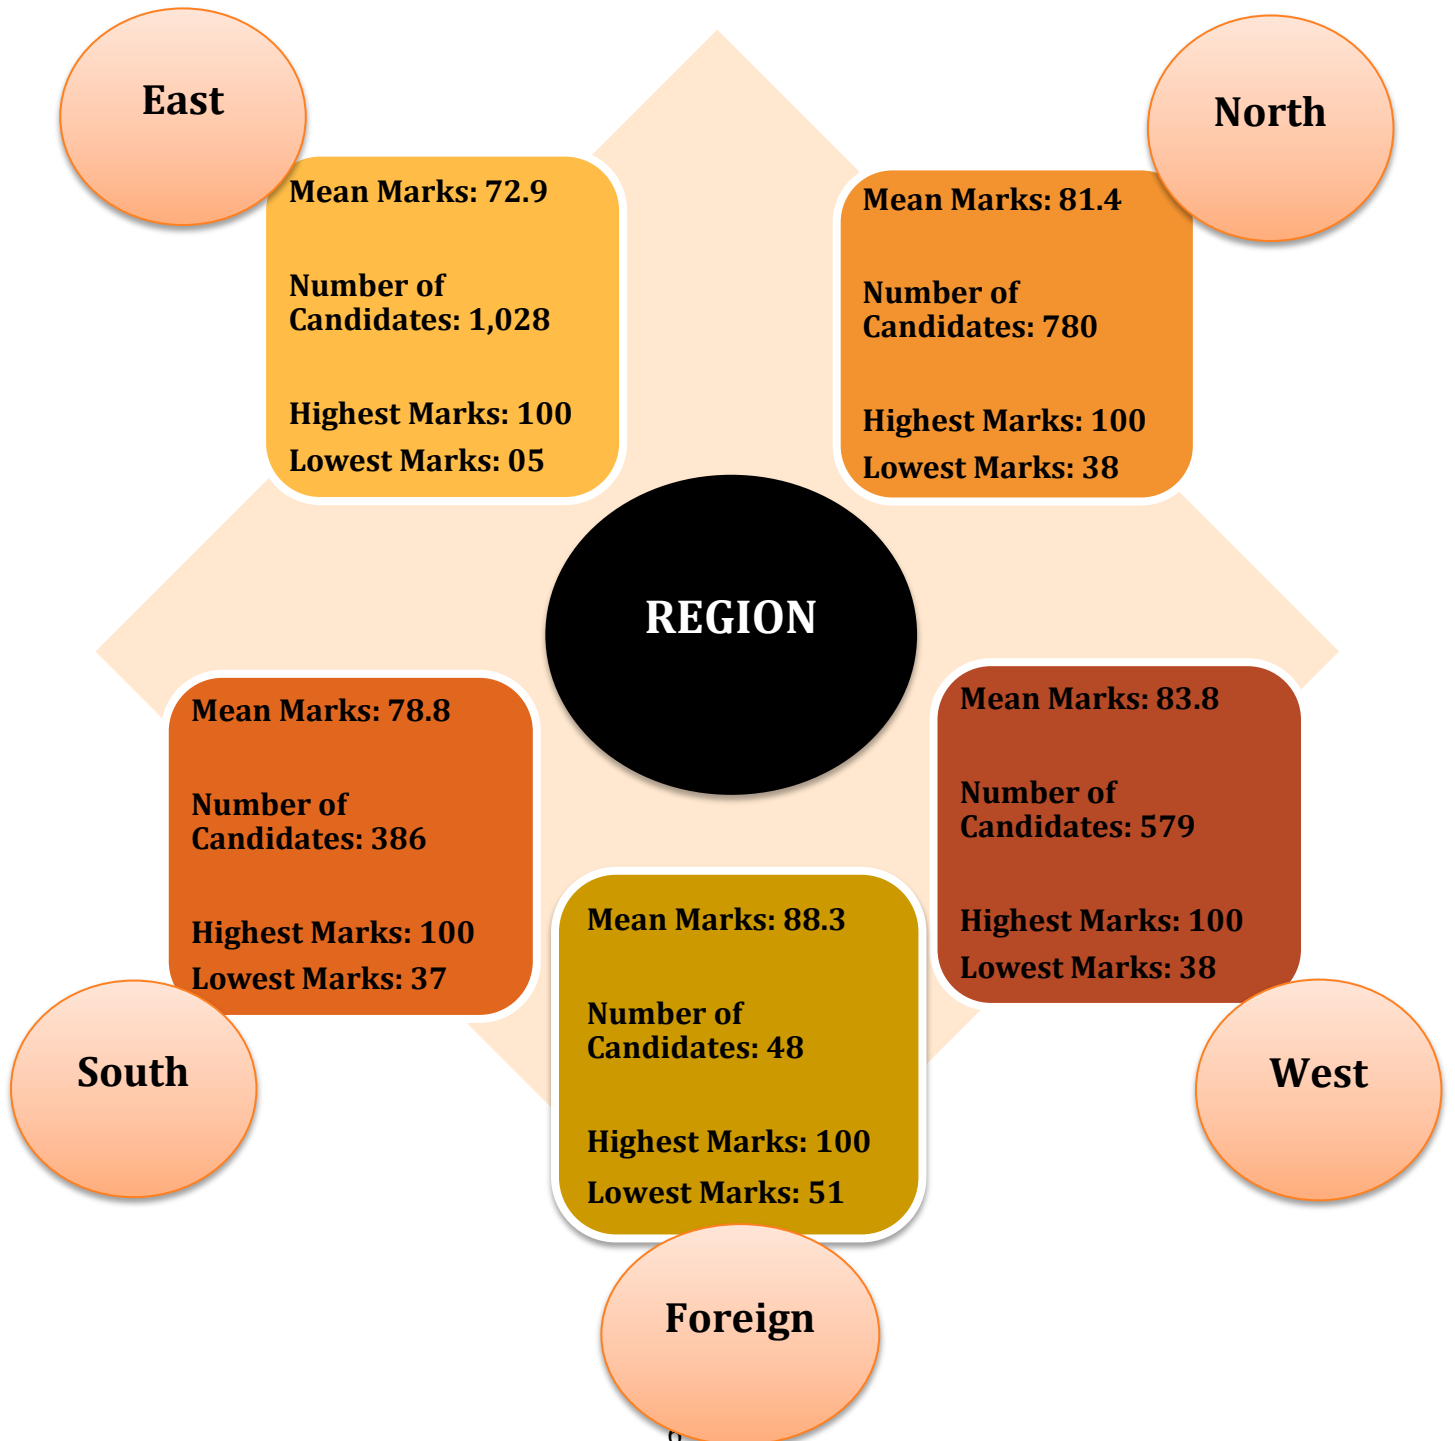 East
Mean Marks: 72.9
Number of
Candidates: 1,028
Highest Marks: 100
Lowest Marks: 05
North
Mean Marks: 81.4
Number of
Candidates: 780
Highest Marks: 100
Lowest Marks: 38
REGION
Mean Marks: 78.8
Number of
Candidates: 386
Highest Marks: 100
Lowest Marks: 37
South
Mean Marks: 88.3
Number of
Candidates: 48
Highest Marks: 100
Lowest Marks: 51
Foreign
Mean Marks: 83.8
Number of
Candidates: 579
Highest Marks: 100
Lowest Marks: 38
West